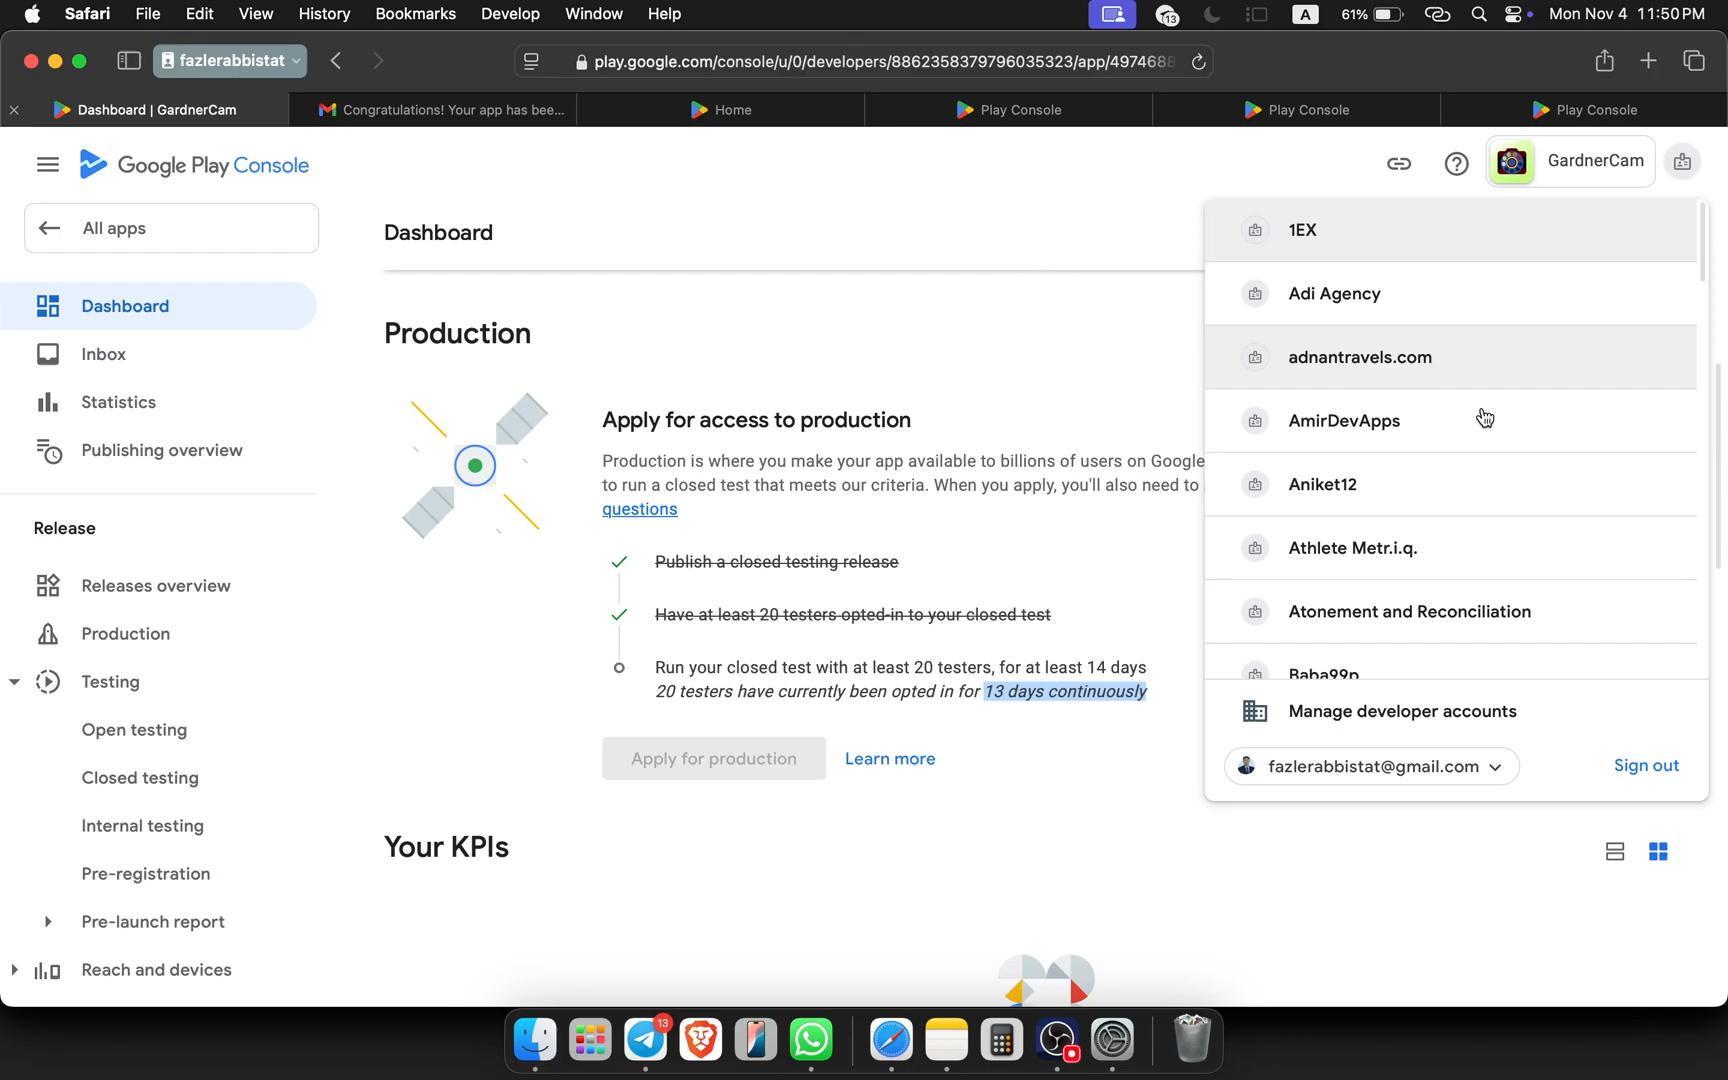 Safari File Edit View History Bookmarks Develop Window Help
13 A 61% Mon Nov 4 11:50 PM
fazlerabbistat
play.google.com/console/u/0/developers/8862358379796035323/app/4974688
Dashboard | GardnerCam
Congratulations! Your app has bee...
Home
Play Console
Play Console
Play Console
Google Play Console
GardnerCam
All apps
Dashboard
Inbox
Statistics
Publishing overview
Release
Releases overview
Production
Testing
Open testing
Closed testing
Internal testing
Pre-registration
Pre-launch report
Reach and devices
Dashboard
Production
Apply for access to production
Production is where you make your app available to billions of users on Google
to run a closed test that meets our criteria. When you apply, you'll also need to
questions
Publish a closed testing release
Have at least 20 testers opted-in to your closed test
Run your closed test with at least 20 testers, for at least 14 days
20 testers have currently been opted in for 13 days continuously
Apply for production
Learn more
Your KPIs
1EX
Adi Agency
adnantravels.com
AmirDevApps
Aniket12
Athlete Metr.i.q.
Atonement and Reconciliation
Baba99p
Manage developer accounts
fazlerabbistat@gmail.com
Sign out
13